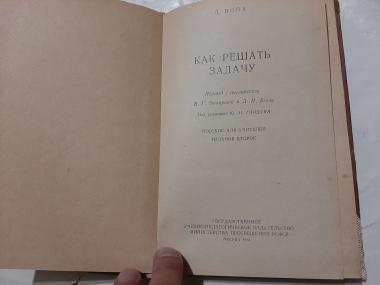 Д. ПОЙА
КАК РЕШАТЬ
ЗАДАЧУ
Перевод с английского
В. Г. Звонарёвой и Д. Н. Белла
Под редакцией Ю. М. ГАЙДУКА
ПОСОБИЕ ДЛЯ УЧИТЕЛЕЙ
ИЗДАНИЕ ВТОРОЕ
ГОСУДАРСТВЕННОЕ
УЧЕБНО-ПЕДАГОГИЧЕСКОЕ ИЗДАТЕЛЬСТВО
МИНИСТЕРСТВА ПРОСВЕЩЕНИЯ РСФСР
МОСКВА